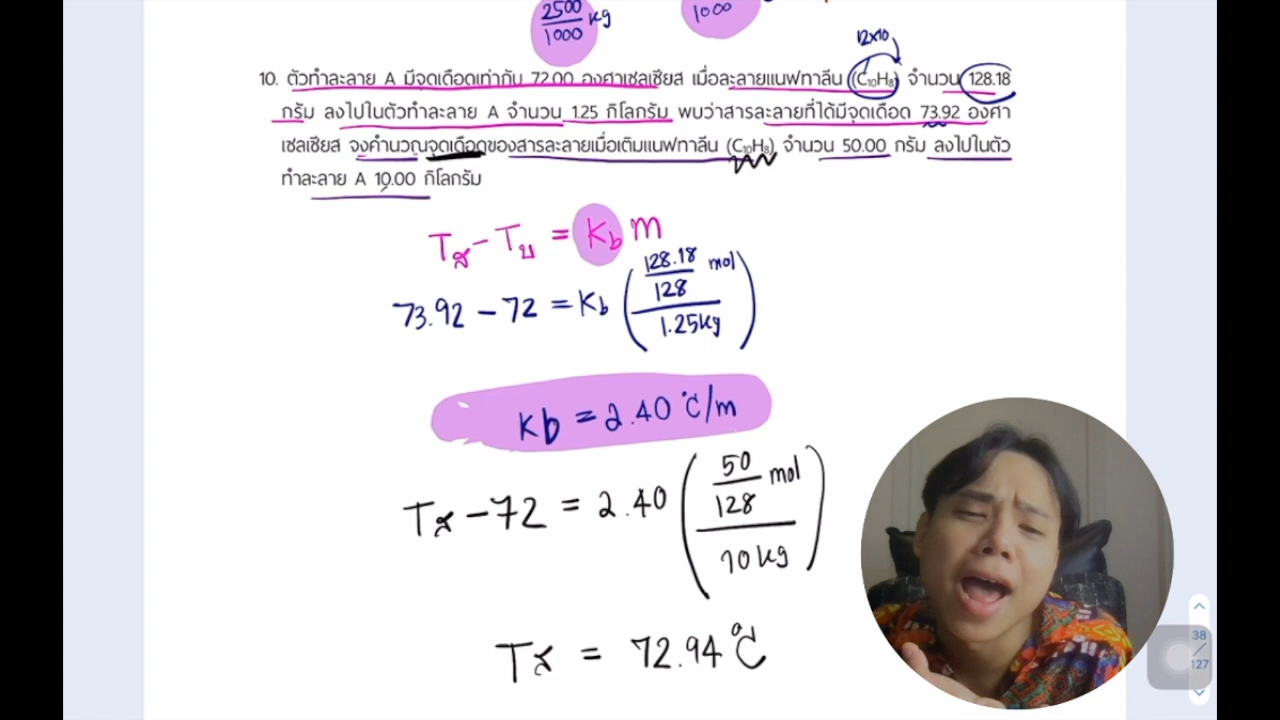 2500
1000 kg
1000
12x10
10. ตัวทำละลาย A มีจุดเดือดเท่ากับ 72.00 องศาเซลเซียส เมื่อละลายแนฟทาลีน (C₁₀H₈) จำนวน 128.18
กรัม ลงไปในตัวทำละลาย A จำนวน 1.25 กิโลกรัม พบว่าสารละลายที่ได้มีจุดเดือด 73.92 องศา
เซลเซียส จงคำนวณจุดเดือดของสารละลายเมื่อเติมแนฟทาลีน (C₁₀H₈) จำนวน 50.00 กรัม ลงไปในตัว
ทำละลาย A 10.00 กิโลกรัม
Tส - Tบ = Kb m
128.18 mol
73.92 - 72 = Kb ( 128 )
1.25kg
Kb = 2.40 °C/m
50 mol
Tส - 72 = 2.40 ( 128 )
10 kg
Tส = 72.94 °C
38
127